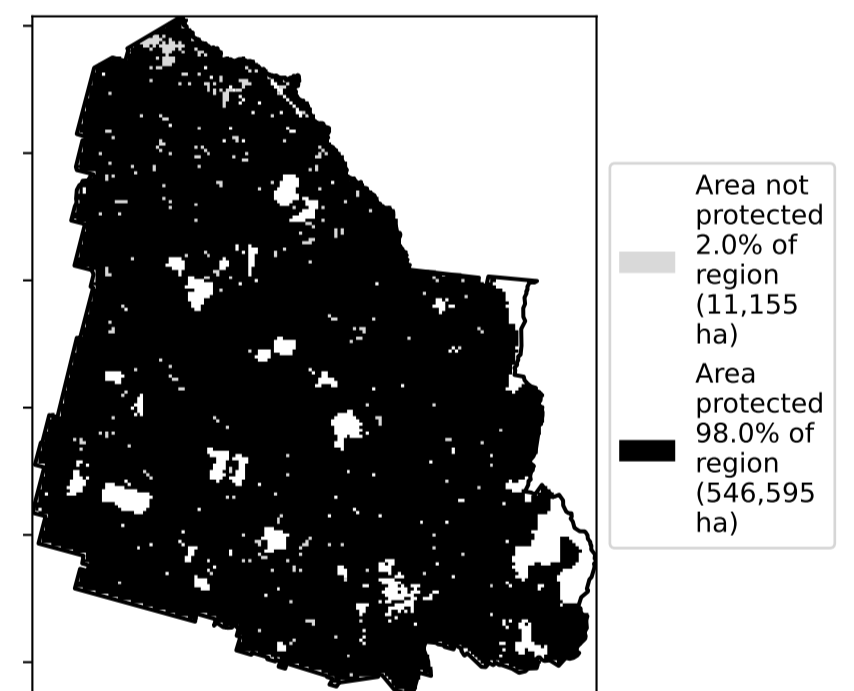 Area not
protected
2.0% of
region
(11,155
ha)
Area
protected
98.0% of
region
(546,595
ha)